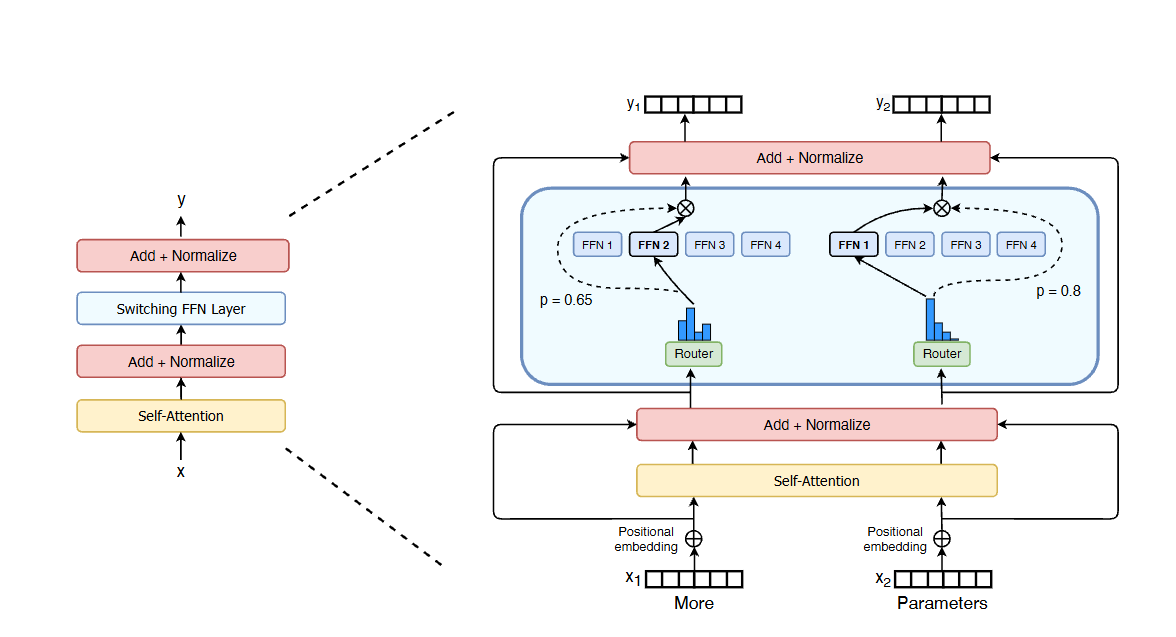 y
Add + Normalize
Switching FFN Layer
Add + Normalize
Self-Attention
x
y1 y2
Add + Normalize
FFN 1 FFN 2 FFN 3 FFN 4 FFN 1 FFN 2 FFN 3 FFN 4
p = 0.65 p = 0.8
Router Router
Add + Normalize
Self-Attention
Positional embedding Positional embedding
x1 x2
More Parameters